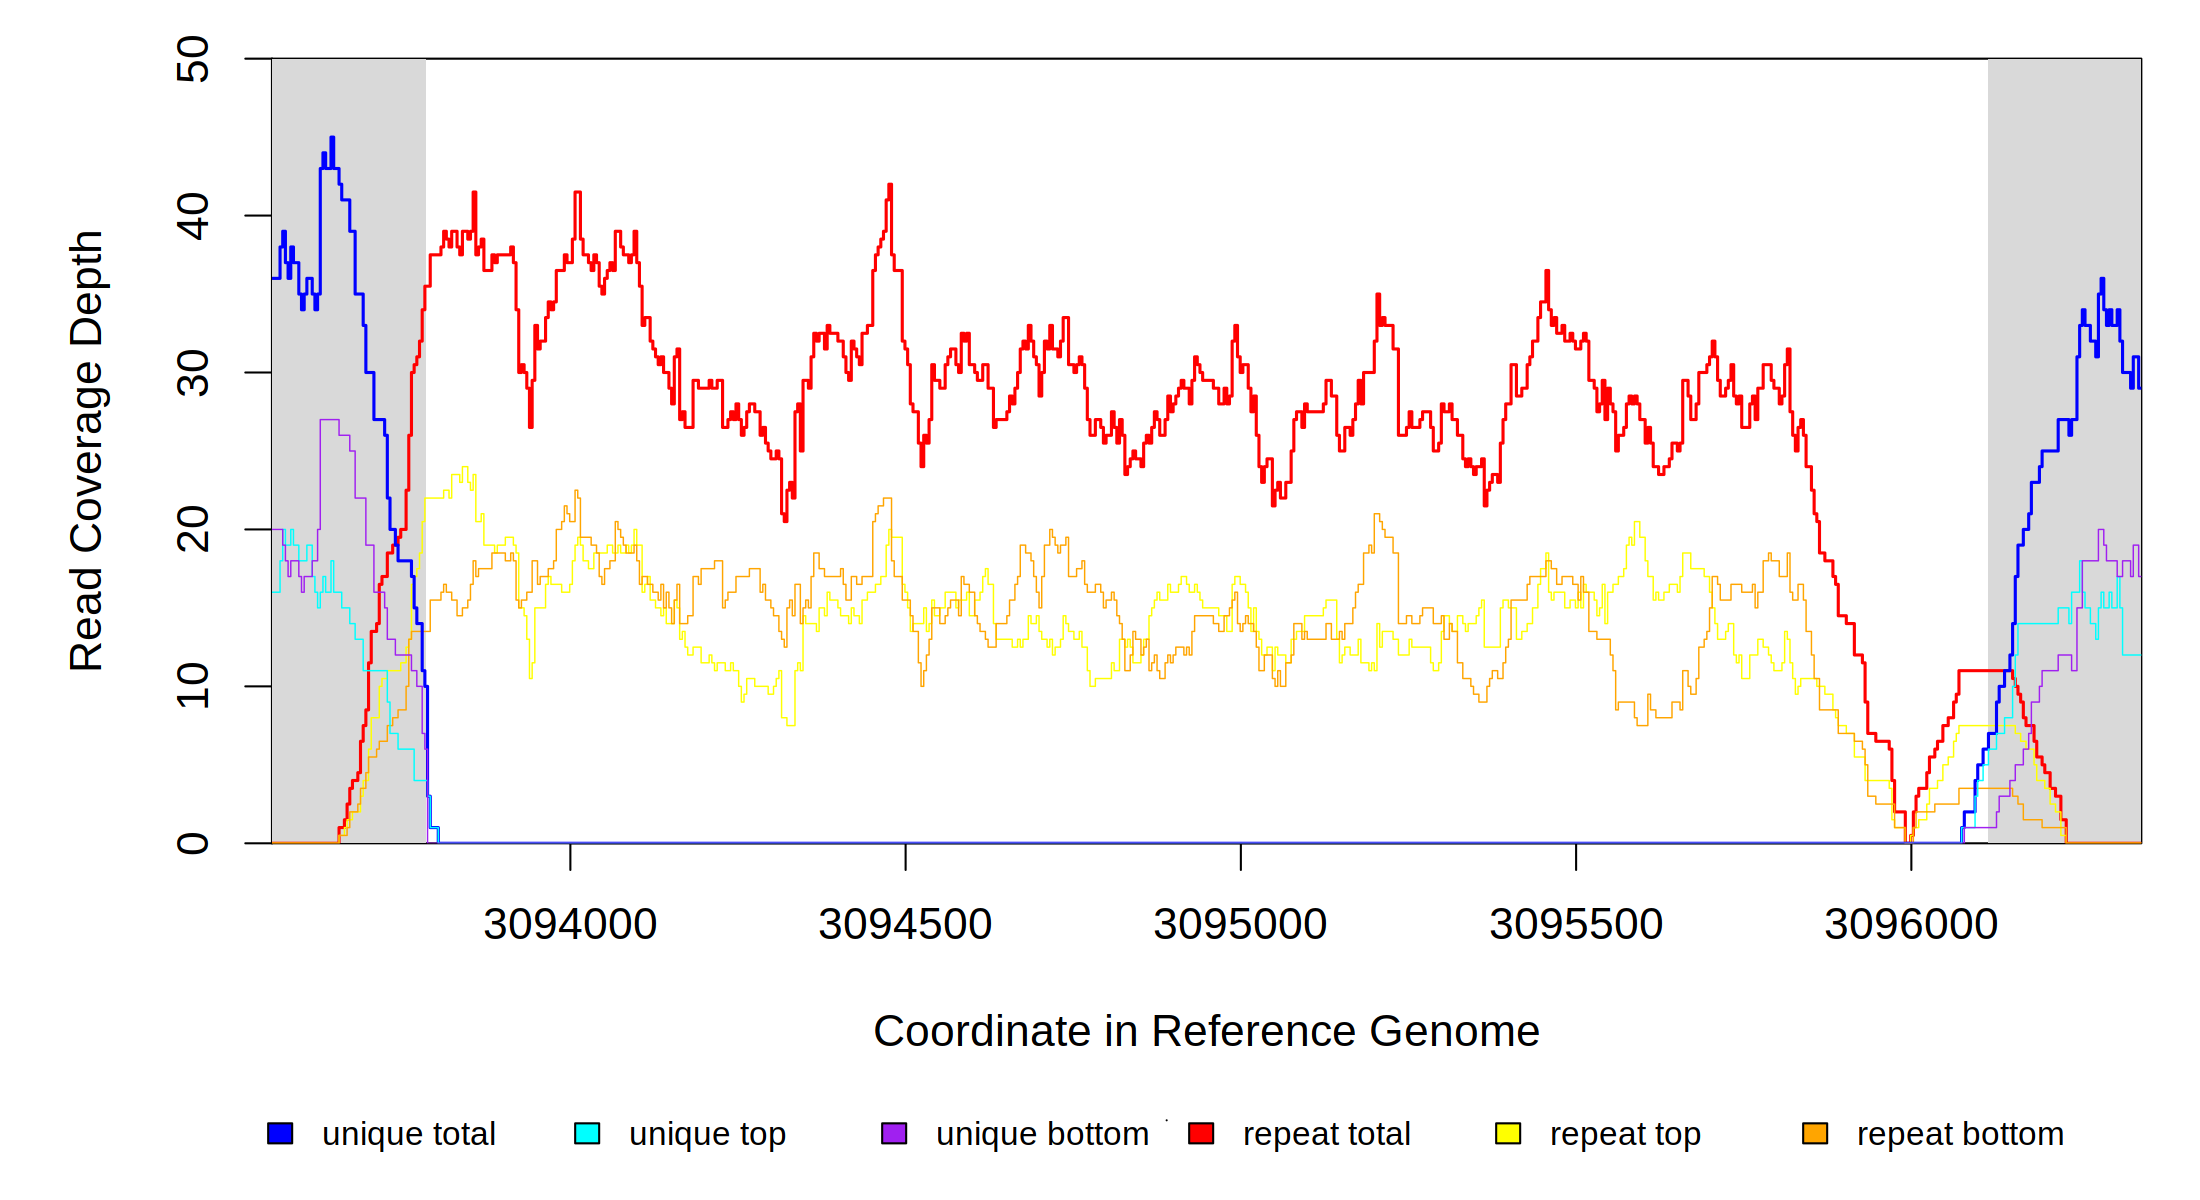 50
40
30
20
10
0
Read Coverage Depth
3094000 3094500 3095000 3095500 3096000
Coordinate in Reference Genome
unique total unique top unique bottom repeat total repeat top repeat bottom